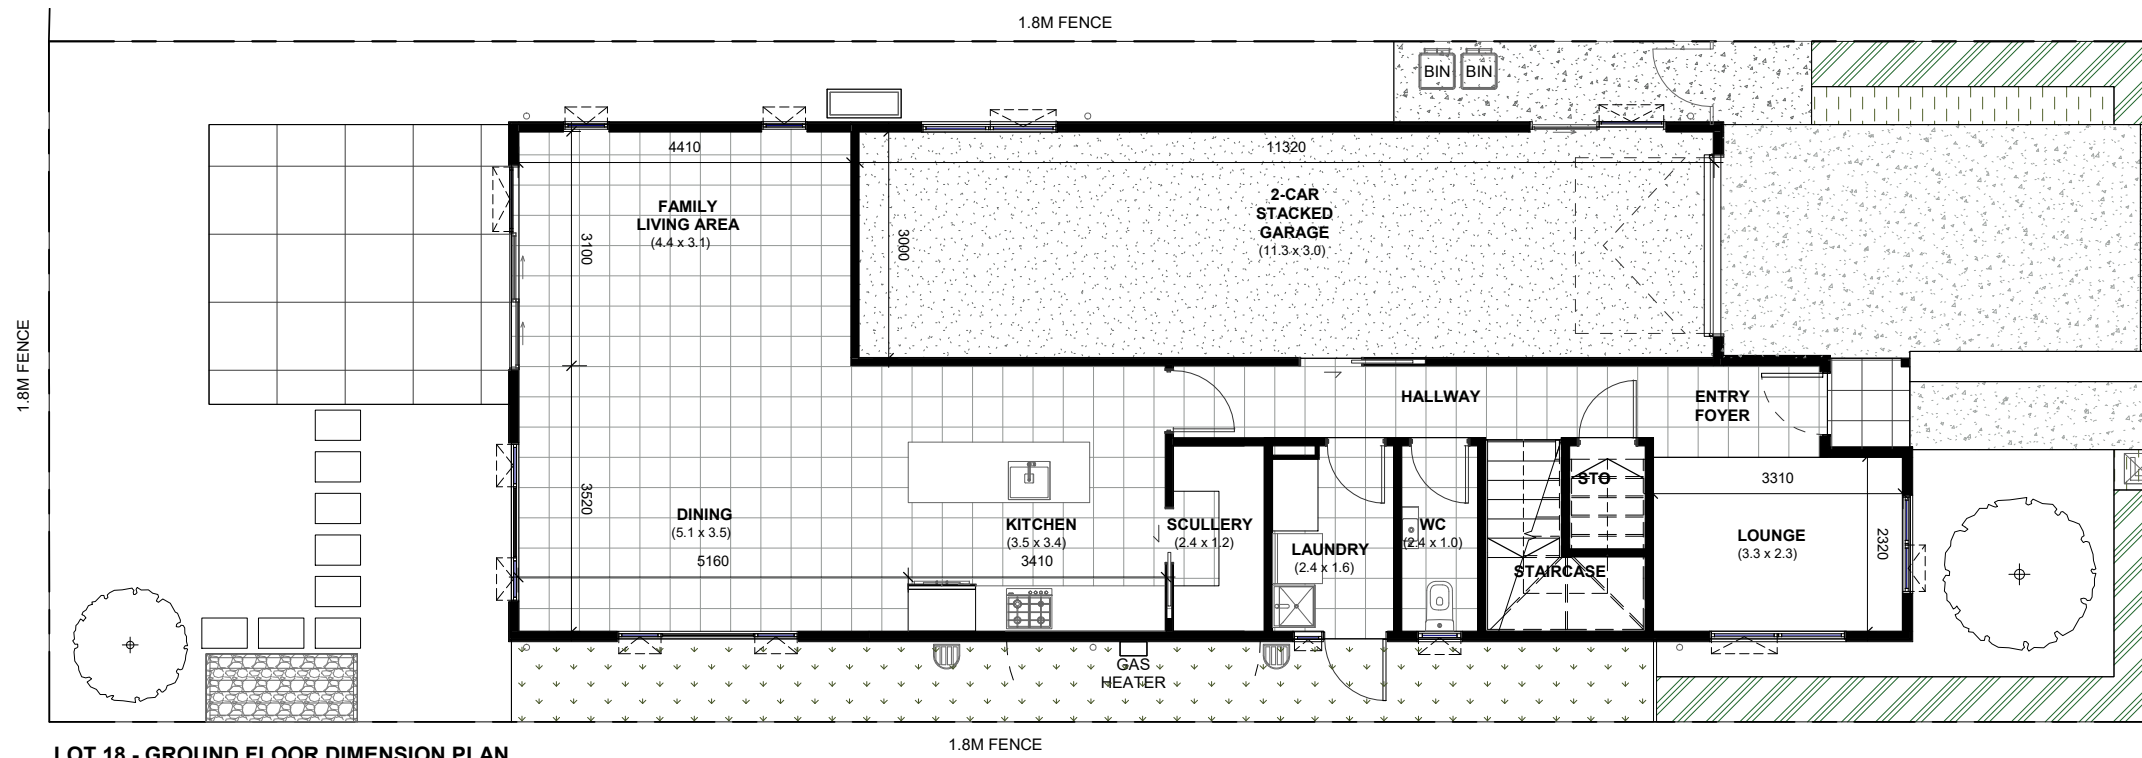 1.8M FENCE
BIN BIN
4410
11320
FAMILY
LIVING AREA
(4.4 x 3.1)
3100
3000
2-CAR
STACKED
GARAGE
(11.3 x 3.0)
1.8M FENCE
HALLWAY
ENTRY
FOYER
3520
DINING
(5.1 x 3.5)
5160
KITCHEN
(3.5 x 3.4)
3410
SCULLERY
(2.4 x 1.2)
LAUNDRY
(2.4 x 1.6)
WC
(2.4 x 1.0)
STO
STAIRCASE
3310
LOUNGE
(3.3 x 2.3)
2320
GAS
HEATER
1.8M FENCE
LOT 18 - GROUND FLOOR DIMENSION PLAN